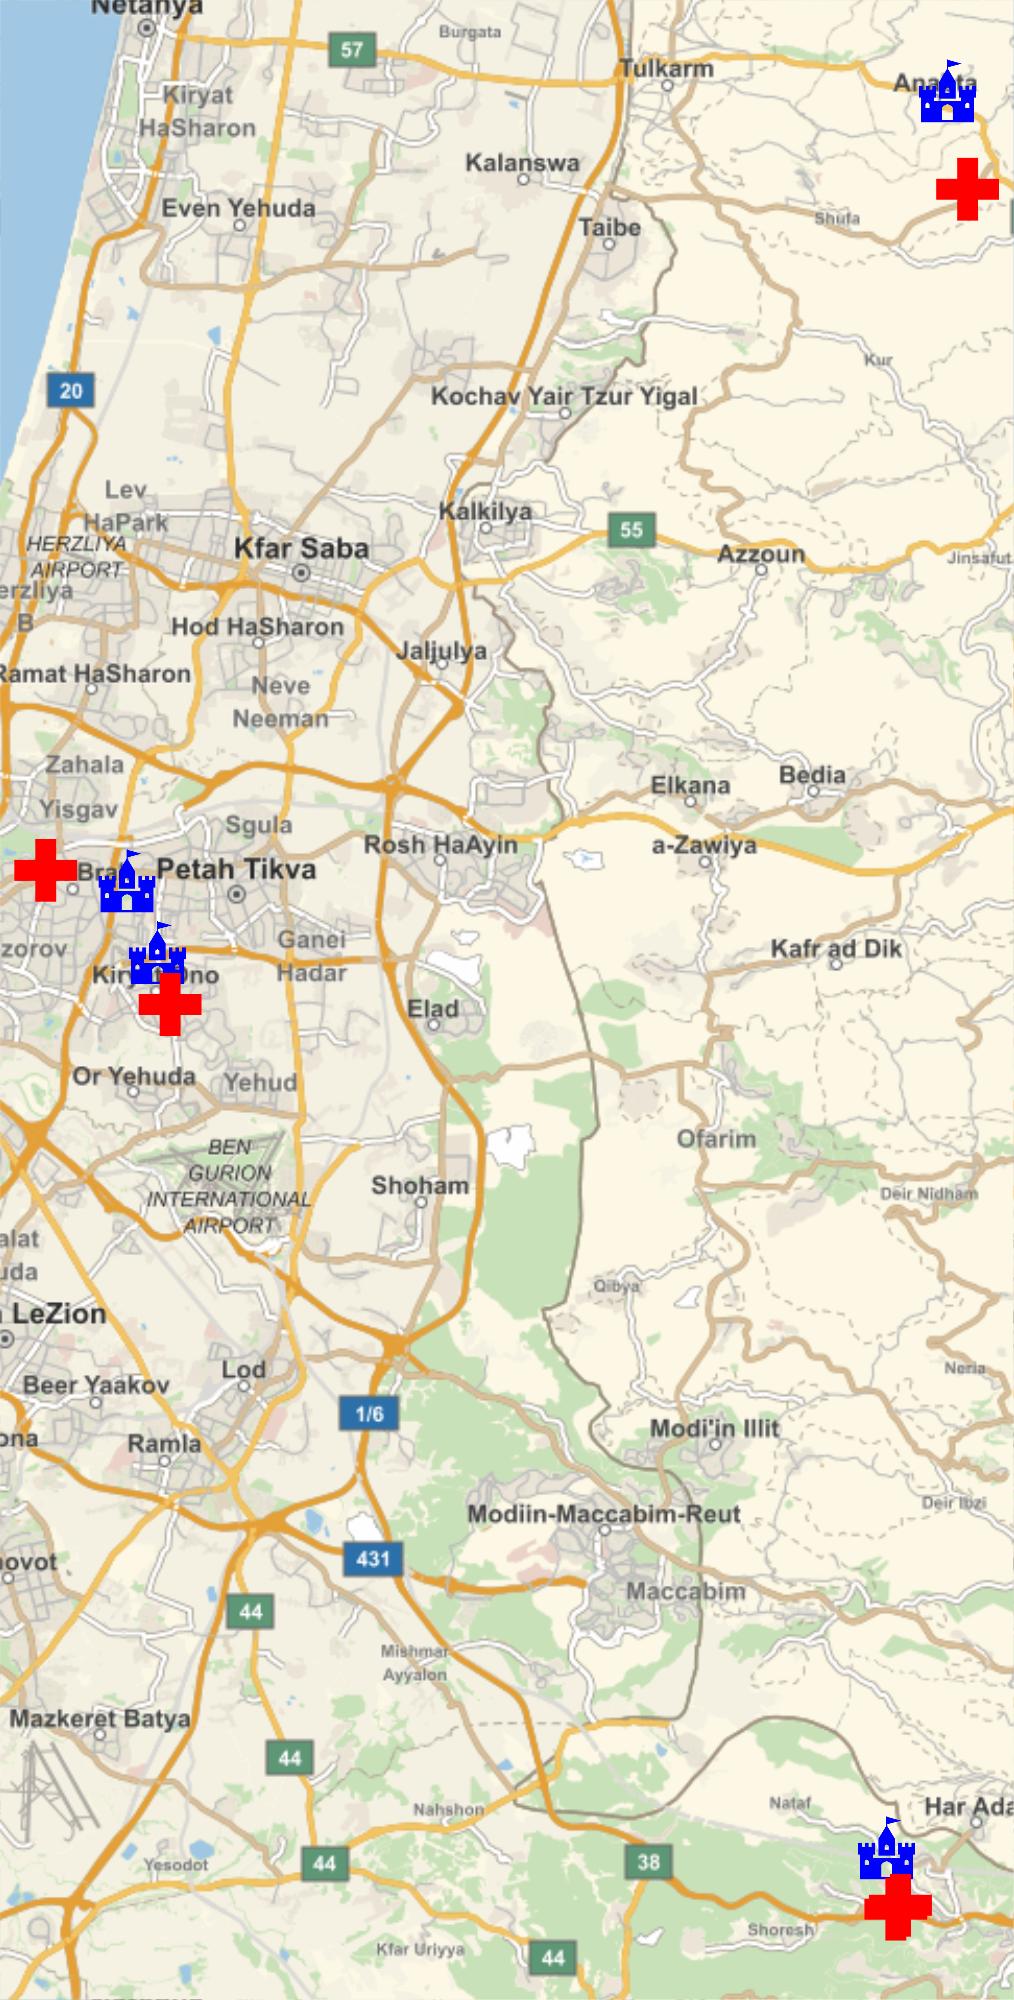 Netanya
57
Burgata
Tulkarm
Kiryat
HaSharon
Kalanswa
Even Yehuda
Shufa
Taibe
Kur
20
Kochav Yair Tzur Yigal
Lev
HaPark
Kalkilya
55
HERZLIYA
AIRPORT
Kfar Saba
Azzoun
Jinsafut
erzliya
B
Hod HaSharon
Jaljulya
Ramat HaSharon
Neve
Neeman
Zahala
Elkana
Bedia
Yisgav
Sgula
Rosh HaAyin
a-Zawiya
Petah Tikva
zorov
Ganei
Hadar
Kafr ad Dik
Elad
Or Yehuda
Yehud
BEN
GURION
INTERNATIONAL
AIRPORT
Ofarim
Shoham
Deir Nidham
alat
uda
Qibya
LeZion
Lod
Neria
Beer Yaakov
1/6
ona
Ramla
Modi'in Illit
Modiin-Maccabim-Reut
Deir Ibzi
ovot
431
Maccabim
44
Mishmar
Ayyalon
Mazkeret Batya
44
Nahshon
Nataf
Har Ada
Yesodot
44
38
Shoresh
Kfar Uriyya
44